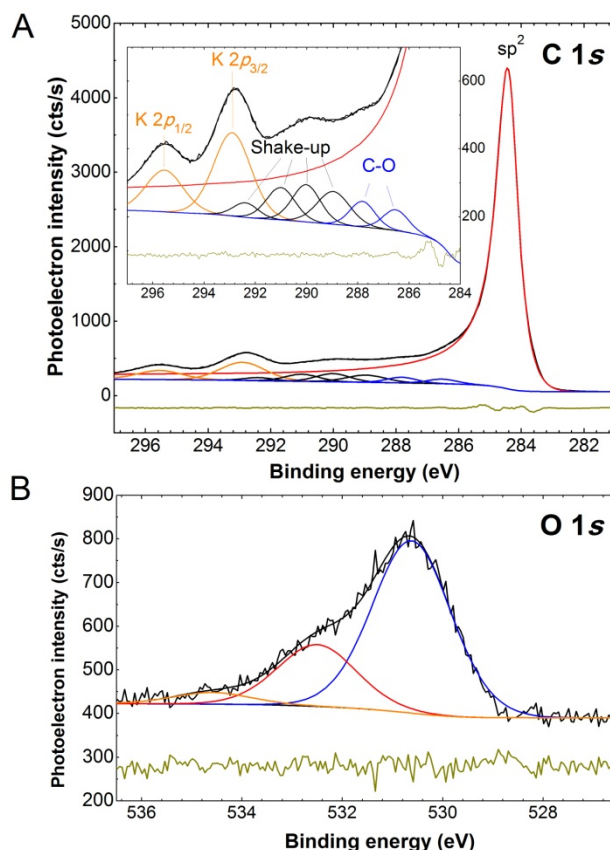 A
C 1s
sp²
K 2p₃/₂
K 2p₁/₂
Shake-up
C-O
600
400
200
296 294 292 290 288 286 284
Photoelectron intensity (cts/s)
5000
4000
3000
2000
1000
0
296 294 292 290 288 286 284 282
Binding energy (eV)
B
O 1s
Photoelectron intensity (cts/s)
900
800
700
600
500
400
300
200
536 534 532 530 528
Binding energy (eV)